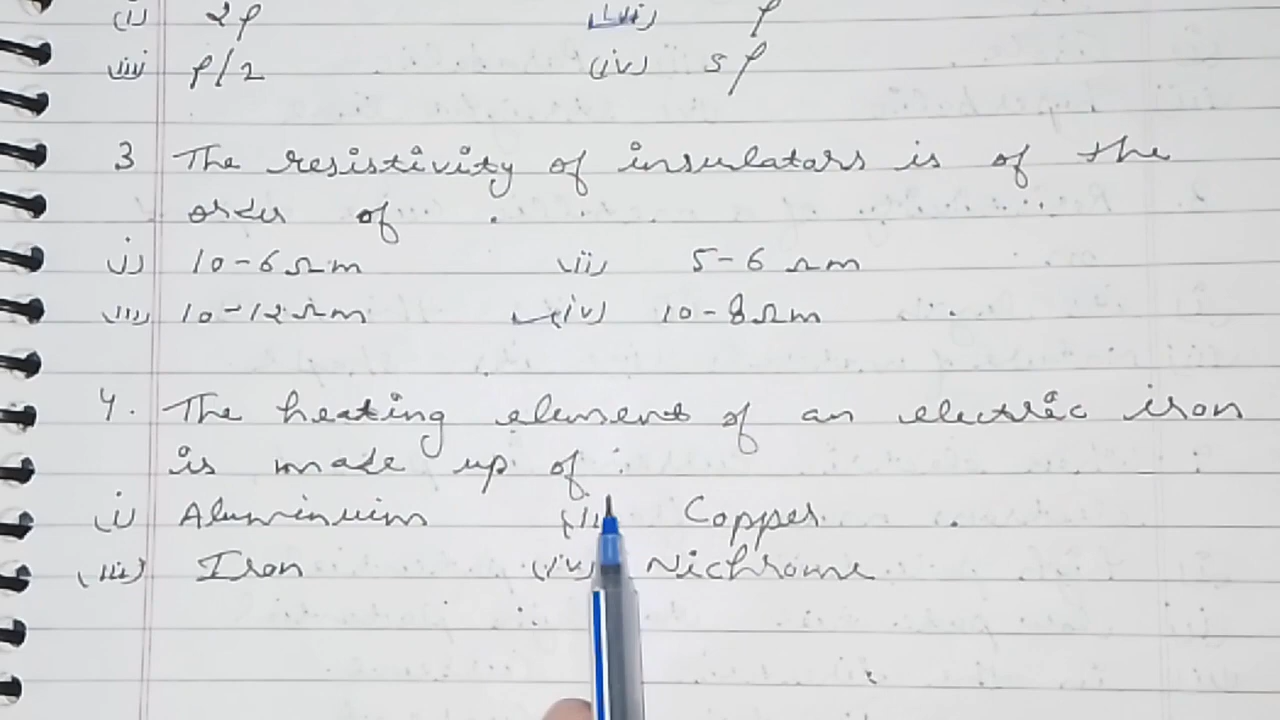 (i) 2ρ (ii) ρ
(iii) ρ/2 (iv) 5ρ
3 The resistivity of insulators is of the
order of .
i) 10-6 Ωm (ii) 5-6 Ωm
(iii) 10-12 Ωm (iv) 10-8 Ωm
4. The heating element of an electric iron
is made up of :
(i) Aluminium (ii) Copper.
(iii) Iron (iv) Nichrome